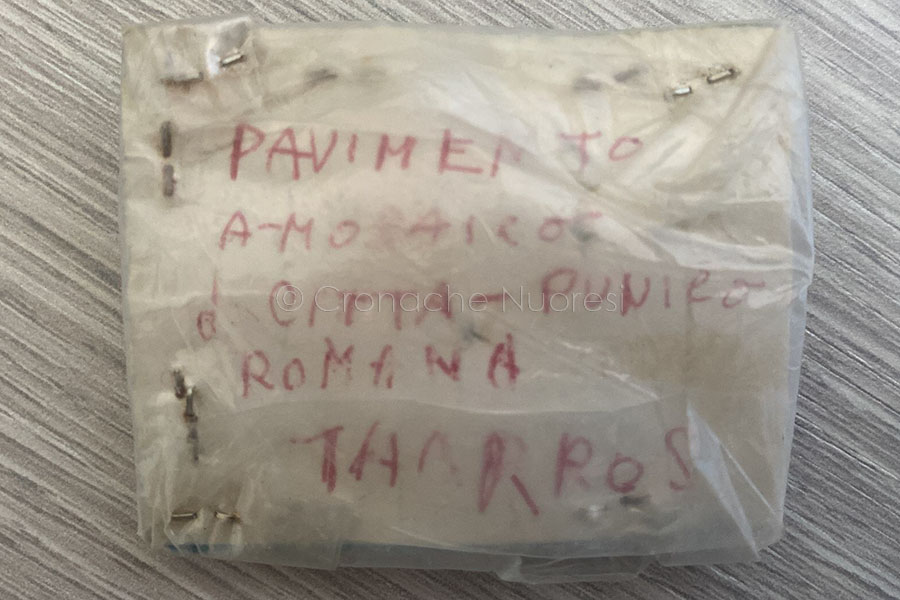 PAVIMENTO
A-MOSAICO
CITTA-PUNICO
© Cronache Nuoresi
ROMANA
THARROS